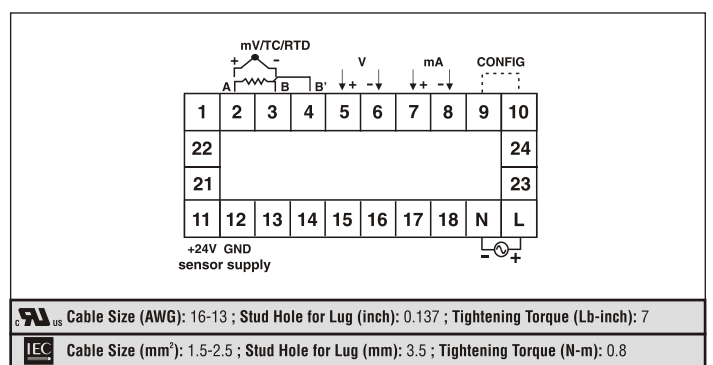 mV/TC/RTD
+ - V mA CONFIG
A B B' + - + -
1 2 3 4 5 6 7 8 9 10
22 24
21 23
11 12 13 14 15 16 17 18 N L
+24V GND - +
sensor supply
c RU US Cable Size (AWG): 16-13 ; Stud Hole for Lug (inch): 0.137 ; Tightening Torque (Lb-inch): 7
IEC Cable Size (mm²): 1.5-2.5 ; Stud Hole for Lug (mm): 3.5 ; Tightening Torque (N-m): 0.8